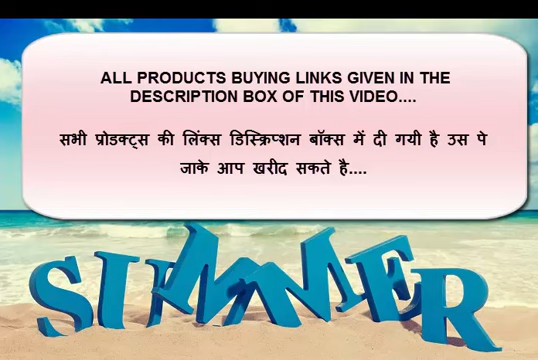 ALL PRODUCTS BUYING LINKS GIVEN IN THE
DESCRIPTION BOX OF THIS VIDEO....
सभी प्रोडक्ट्स की लिंक्स डिस्क्रिप्शन बॉक्स में दी गयी है उस पे
जाके आप खरीद सकते है....
SUMMER